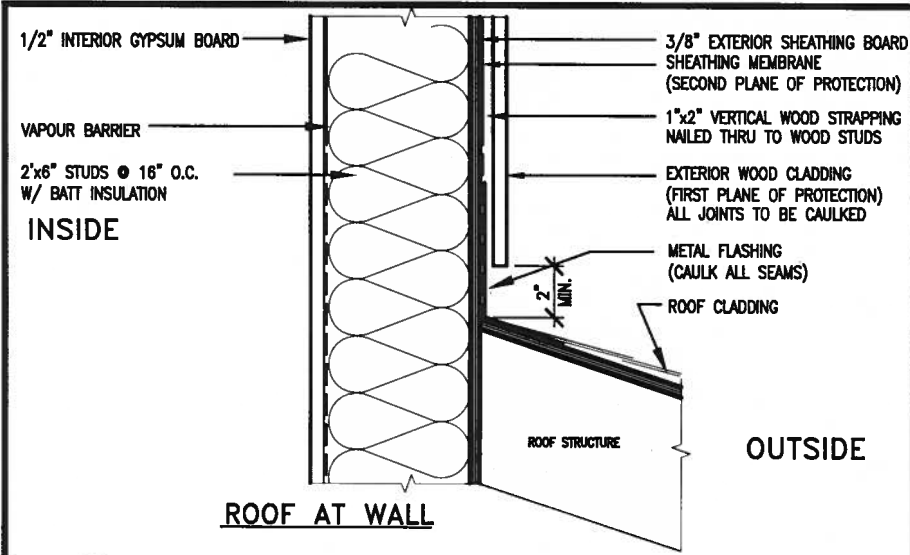 1/2" INTERIOR GYPSUM BOARD
VAPOUR BARRIER
2'x6" STUDS @ 16" O.C.
W/ BATT INSULATION
INSIDE
3/8" EXTERIOR SHEATHING BOARD
SHEATHING MEMBRANE
(SECOND PLANE OF PROTECTION)
1"x2" VERTICAL WOOD STRAPPING
NAILED THRU TO WOOD STUDS
EXTERIOR WOOD CLADDING
(FIRST PLANE OF PROTECTION)
ALL JOINTS TO BE CAULKED
METAL FLASHING
(CAULK ALL SEAMS)
2"
MIN.
ROOF CLADDING
ROOF STRUCTURE
OUTSIDE
ROOF AT WALL